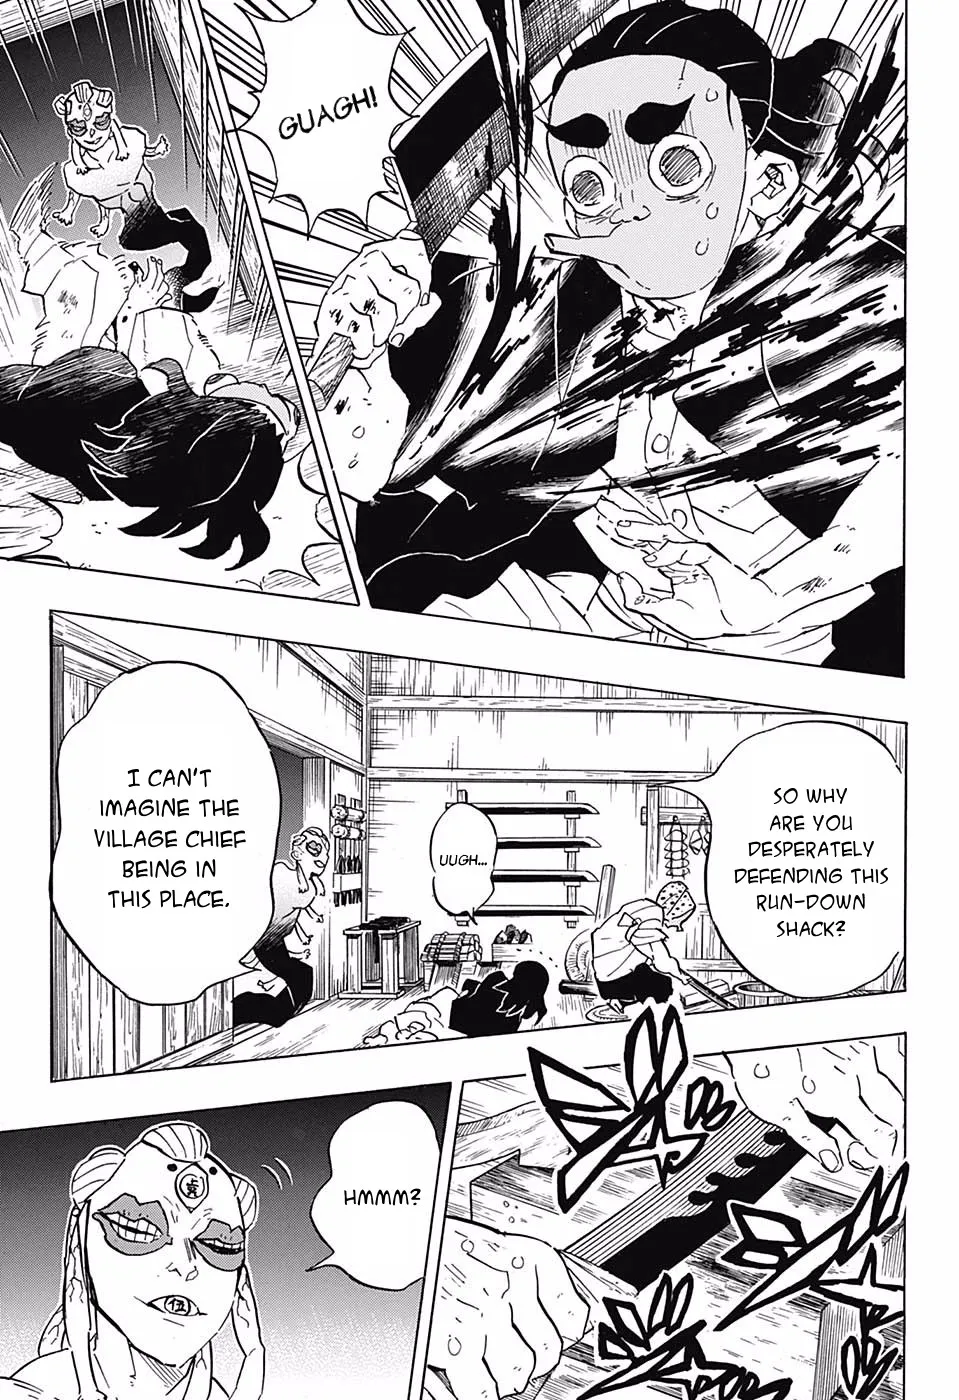 GUAGH!
SO WHY
ARE YOU
DESPERATELY
DEFENDING THIS
RUN-DOWN
SHACK?
UUGH...
I CAN'T
IMAGINE THE
VILLAGE CHIEF
BEING IN
THIS PLACE.
HMMM?
伍